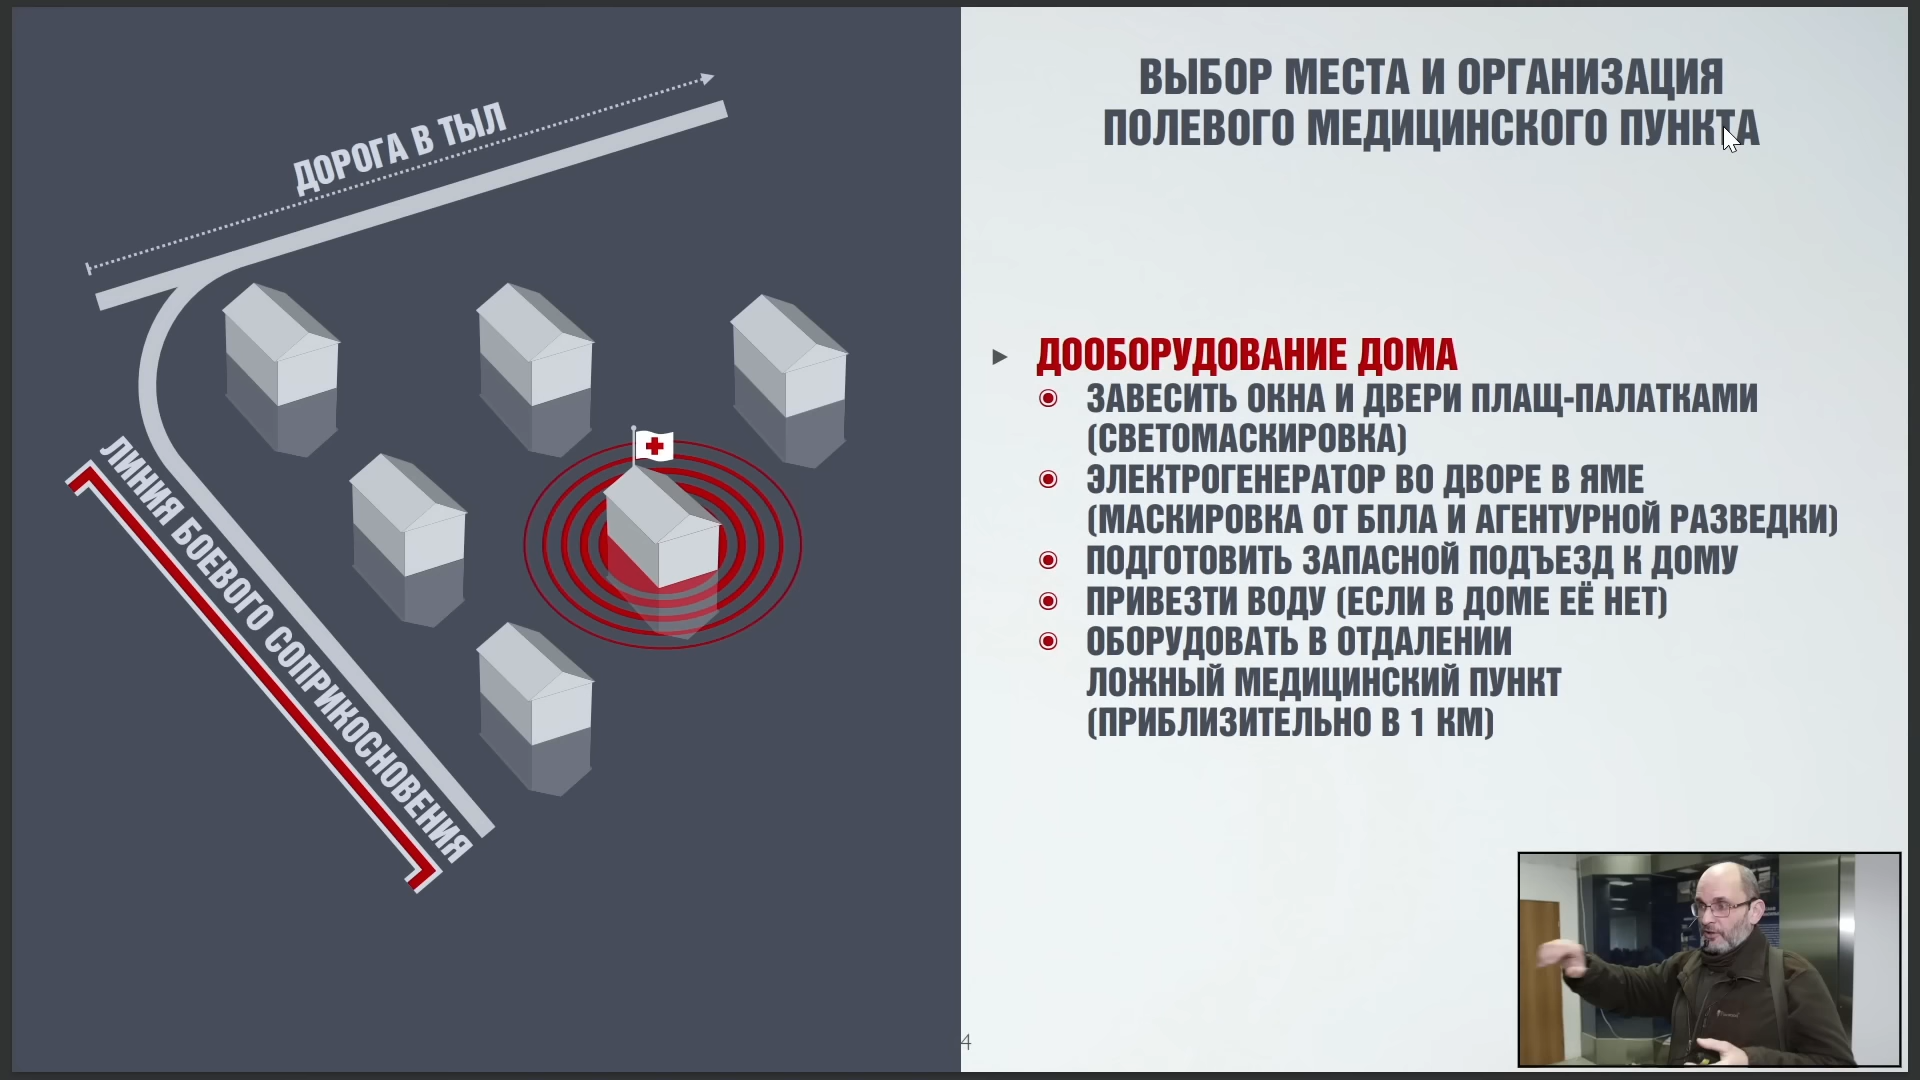 ДОРОГА В ТЫЛ
ЛИНИЯ БОЕВОГО СОПРИКОСНОВЕНИЯ
ВЫБОР МЕСТА И ОРГАНИЗАЦИЯ
ПОЛЕВОГО МЕДИЦИНСКОГО ПУНКТА
ДООБОРУДОВАНИЕ ДОМА
ЗАВЕСИТЬ ОКНА И ДВЕРИ ПЛАЩ-ПАЛАТКАМИ
(СВЕТОМАСКИРОВКА)
ЭЛЕКТРОГЕНЕРАТОР ВО ДВОРЕ В ЯМЕ
(МАСКИРОВКА ОТ БПЛА И АГЕНТУРНОЙ РАЗВЕДКИ)
ПОДГОТОВИТЬ ЗАПАСНОЙ ПОДЪЕЗД К ДОМУ
ПРИВЕЗТИ ВОДУ (ЕСЛИ В ДОМЕ ЕЁ НЕТ)
ОБОРУДОВАТЬ В ОТДАЛЕНИИ
ЛОЖНЫЙ МЕДИЦИНСКИЙ ПУНКТ
(ПРИБЛИЗИТЕЛЬНО В 1 КМ)
4